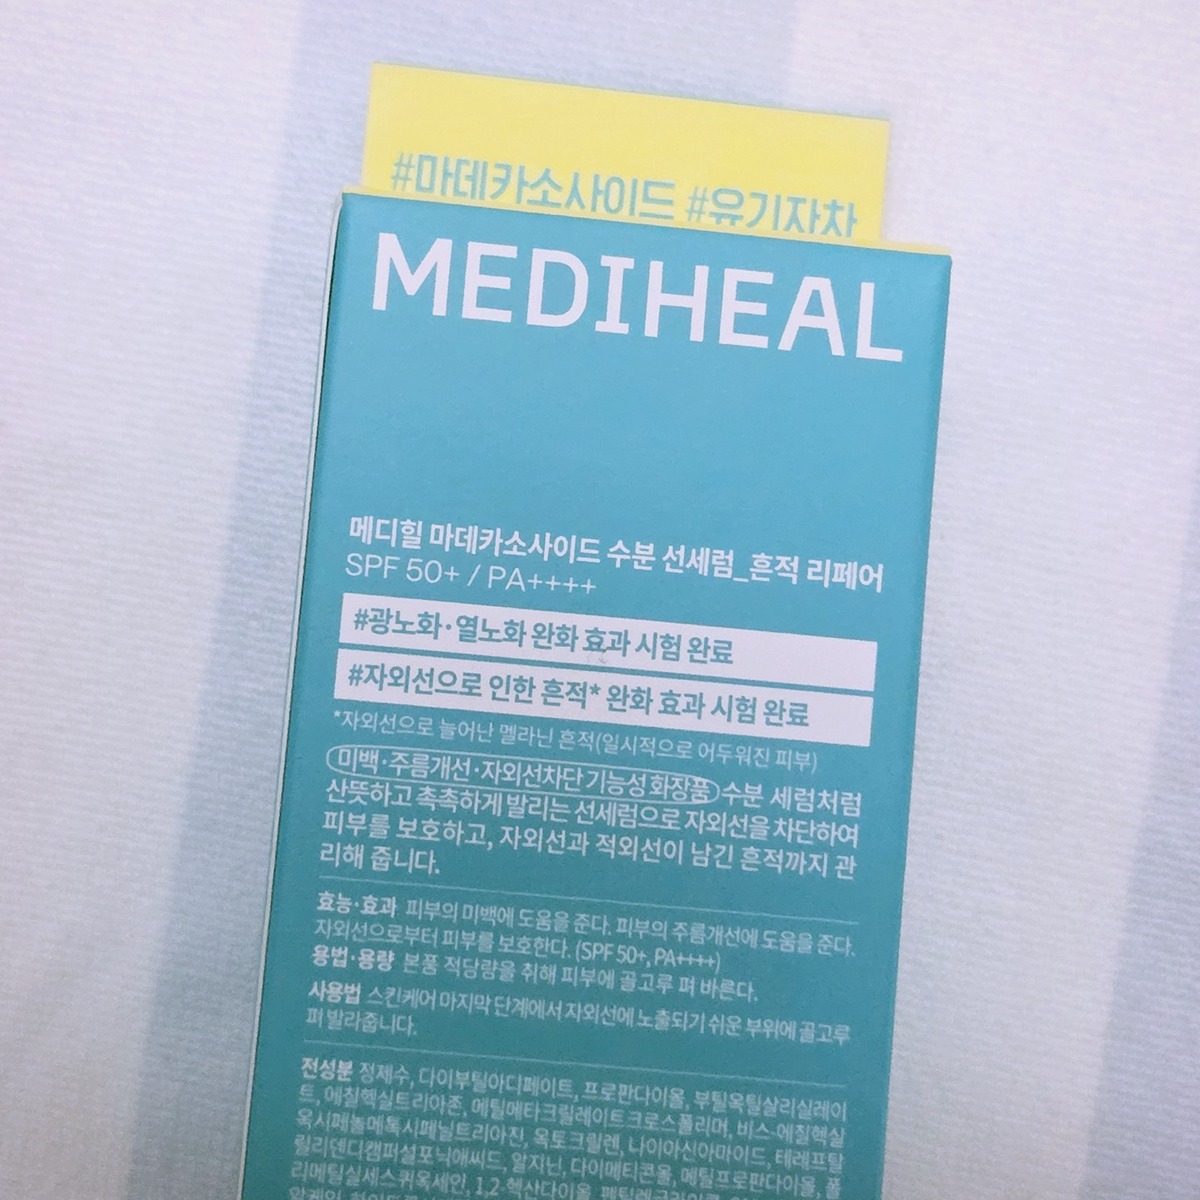 #마데카소사이드 #유기자차
MEDIHEAL
메디힐 마데카소사이드 수분 선세럼_흔적 리페어
SPF 50+ / PA++++
#광노화·열노화 완화 효과 시험 완료
#자외선으로 인한 흔적* 완화 효과 시험 완료
*자외선으로 늘어난 멜라닌 흔적(일시적으로 어두워진 피부)
미백·주름개선·자외선차단 기능성 화장품 수분 세럼처럼
산뜻하고 촉촉하게 발리는 선세럼으로 자외선을 차단하여
피부를 보호하고, 자외선과 적외선이 남긴 흔적까지 관
리해 줍니다.
효능·효과 피부의 미백에 도움을 준다. 피부의 주름개선에 도움을 준다.
자외선으로부터 피부를 보호한다. (SPF 50+, PA++++)
용법·용량 본품 적당량을 취해 피부에 골고루 펴 바른다.
사용법 스킨케어 마지막 단계에서 자외선에 노출되기 쉬운 부위에 골고루
펴 발라줍니다.
전성분 정제수, 다이부틸아디페이트, 프로판다이올, 부틸옥틸살리실레이
트, 에칠헥실트리아존, 메틸메타크릴레이트크로스폴리머, 비스-에칠헥실
옥시페놀메톡시페닐트리아진, 옥토크릴렌, 나이아신아마이드, 테레프탈
릴리덴디캠퍼설포닉애씨드, 알지닌, 다이메티콘올, 메틸프로판다이올, 폴
리메틸실세스퀴옥세인, 1,2-헥산다이올